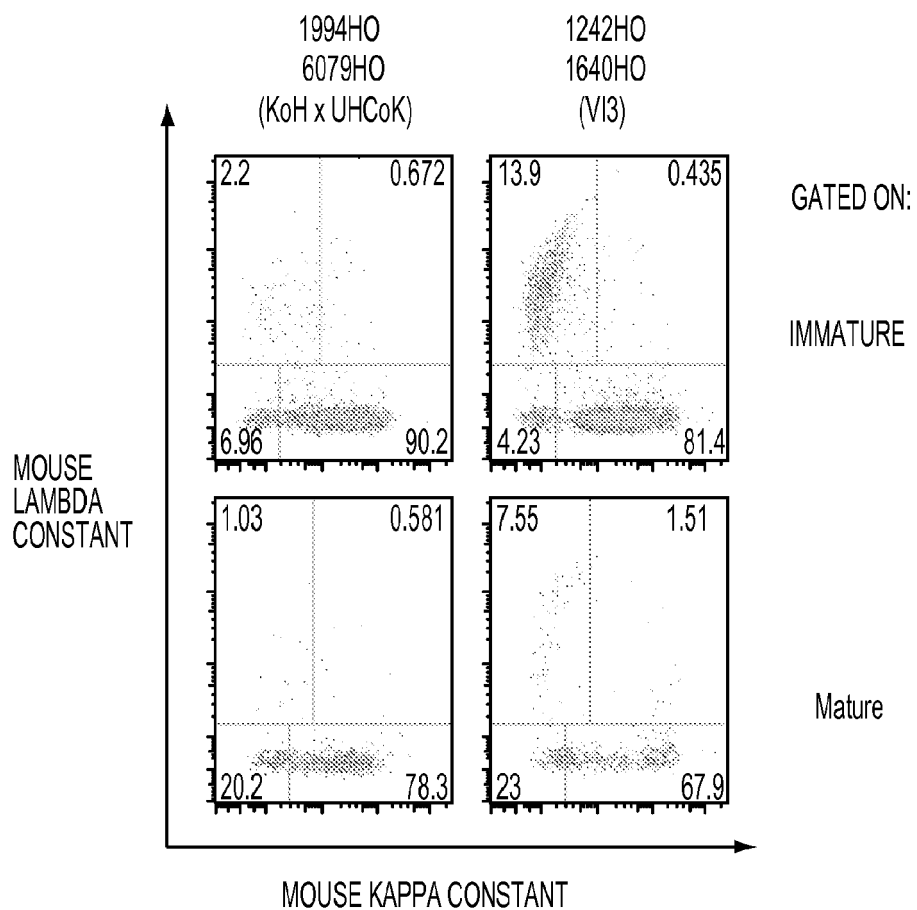 1994HO
6079HO
(KoH x UHCoK)
1242HO
1640HO
(VI3)
2.2 0.672
6.96 90.2
13.9 0.435
4.23 81.4
GATED ON:
IMMATURE
MOUSE
LAMBDA
CONSTANT
1.03 0.581
20.2 78.3
7.55 1.51
23 67.9
Mature
MOUSE KAPPA CONSTANT